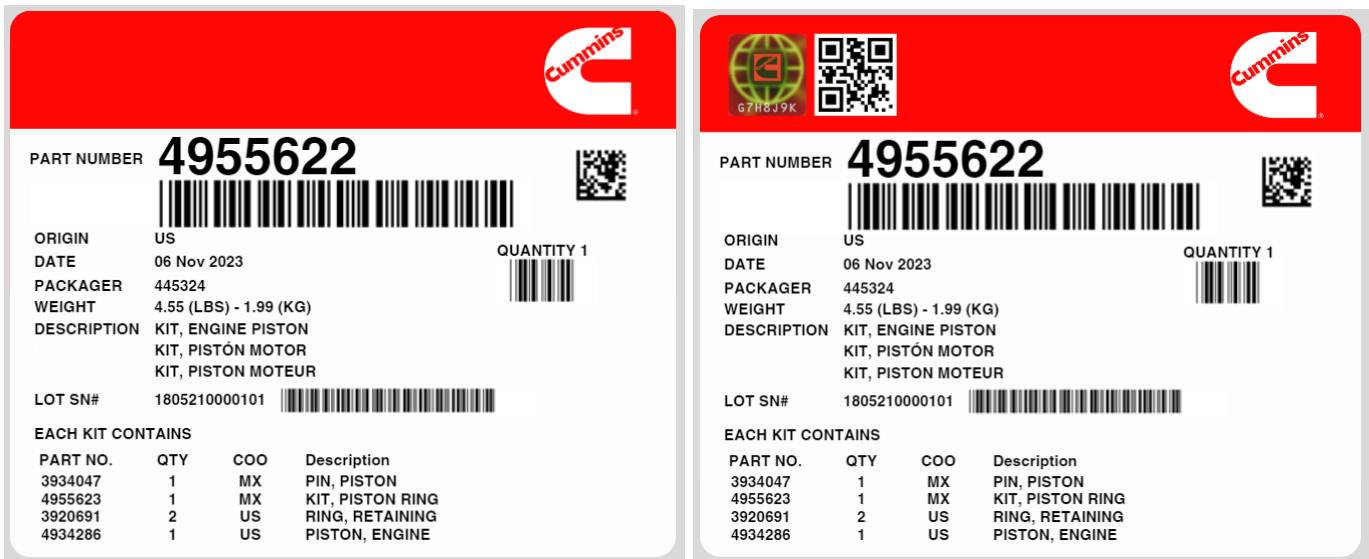 Cummins
PART NUMBER 4955622
ORIGIN US
DATE 06 Nov 2023
QUANTITY 1
PACKAGER 445324
WEIGHT 4.55 (LBS) - 1.99 (KG)
DESCRIPTION KIT, ENGINE PISTON
KIT, PISTÓN MOTOR
KIT, PISTON MOTEUR
LOT SN# 1805210000101
EACH KIT CONTAINS
PART NO. QTY COO Description
3934047 1 MX PIN, PISTON
4955623 1 MX KIT, PISTON RING
3920691 2 US RING, RETAINING
4934286 1 US PISTON, ENGINE
G7H8J9K
Cummins
PART NUMBER 4955622
ORIGIN US
DATE 06 Nov 2023
QUANTITY 1
PACKAGER 445324
WEIGHT 4.55 (LBS) - 1.99 (KG)
DESCRIPTION KIT, ENGINE PISTON
KIT, PISTÓN MOTOR
KIT, PISTON MOTEUR
LOT SN# 1805210000101
EACH KIT CONTAINS
PART NO. QTY COO Description
3934047 1 MX PIN, PISTON
4955623 1 MX KIT, PISTON RING
3920691 2 US RING, RETAINING
4934286 1 US PISTON, ENGINE